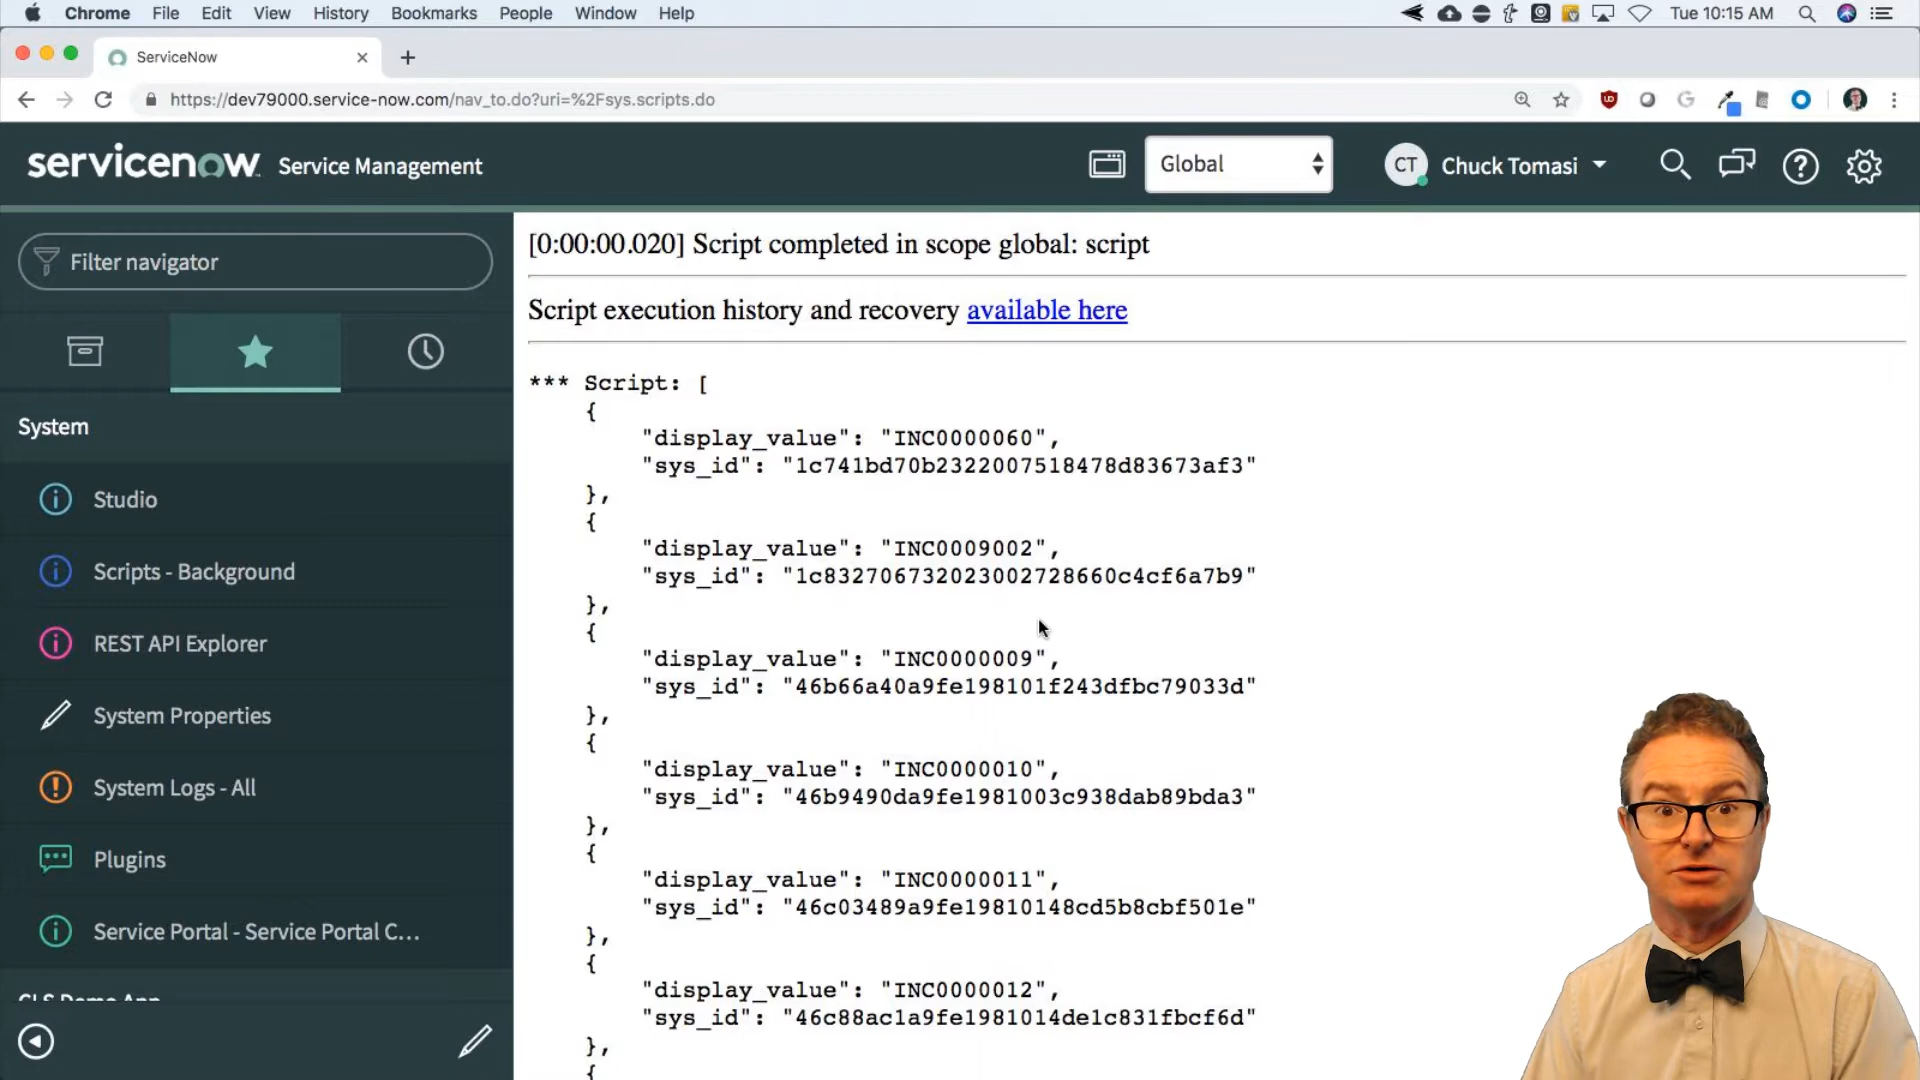 Chrome File Edit View History Bookmarks People Window Help Tue 10:15 AM
ServiceNow
https://dev79000.service-now.com/nav_to.do?uri=%2Fsys.scripts.do
servicenow Service Management Global CT Chuck Tomasi
Filter navigator
System
Studio
Scripts - Background
REST API Explorer
System Properties
System Logs - All
Plugins
Service Portal - Service Portal C...
[0:00:00.020] Script completed in scope global: script
Script execution history and recovery available here
*** Script: [
{
"display_value": "INC0000060",
"sys_id": "1c741bd70b2322007518478d83673af3"
},
{
"display_value": "INC0009002",
"sys_id": "1c832706732023002728660c4cf6a7b9"
},
{
"display_value": "INC0000009",
"sys_id": "46b66a40a9fe198101f243dfbc79033d"
},
{
"display_value": "INC0000010",
"sys_id": "46b9490da9fe1981003c938dab89bda3"
},
{
"display_value": "INC0000011",
"sys_id": "46c03489a9fe19810148cd5b8cbf501e"
},
{
"display_value": "INC0000012",
"sys_id": "46c88ac1a9fe1981014de1c831fbcf6d"
},
{